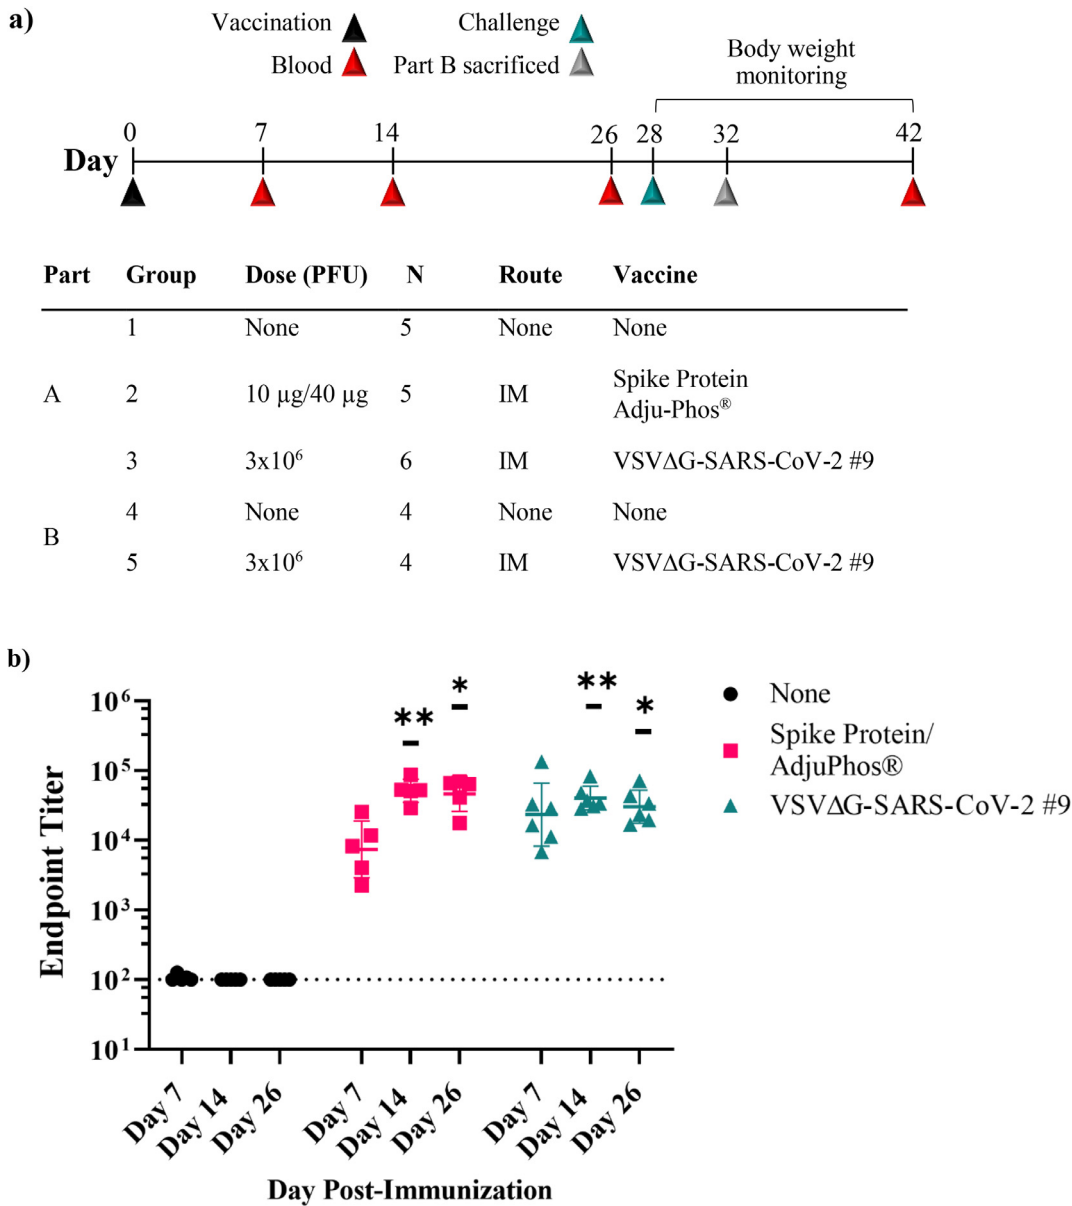 a)
Vaccination
Challenge
Blood
Part B sacrificed
Body weight
monitoring
0 7 14 26 28 32 42
Day
Part Group Dose (PFU) N Route Vaccine
1 None 5 None None
A 2 10 µg/40 µg 5 IM Spike Protein
Adju-Phos®
3 3x10⁶ 6 IM VSVΔG-SARS-CoV-2 #9
B
4 None 4 None None
5 3x10⁶ 4 IM VSVΔG-SARS-CoV-2 #9
b)
Endpoint Titer
10⁶
10⁵
10⁴
10³
10²
10¹
** * ** *
None
Spike Protein/
AdjuPhos®
VSVΔG-SARS-CoV-2 #9
Day 7 Day 14 Day 26 Day 7 Day 14 Day 26 Day 7 Day 14 Day 26
Day Post-Immunization